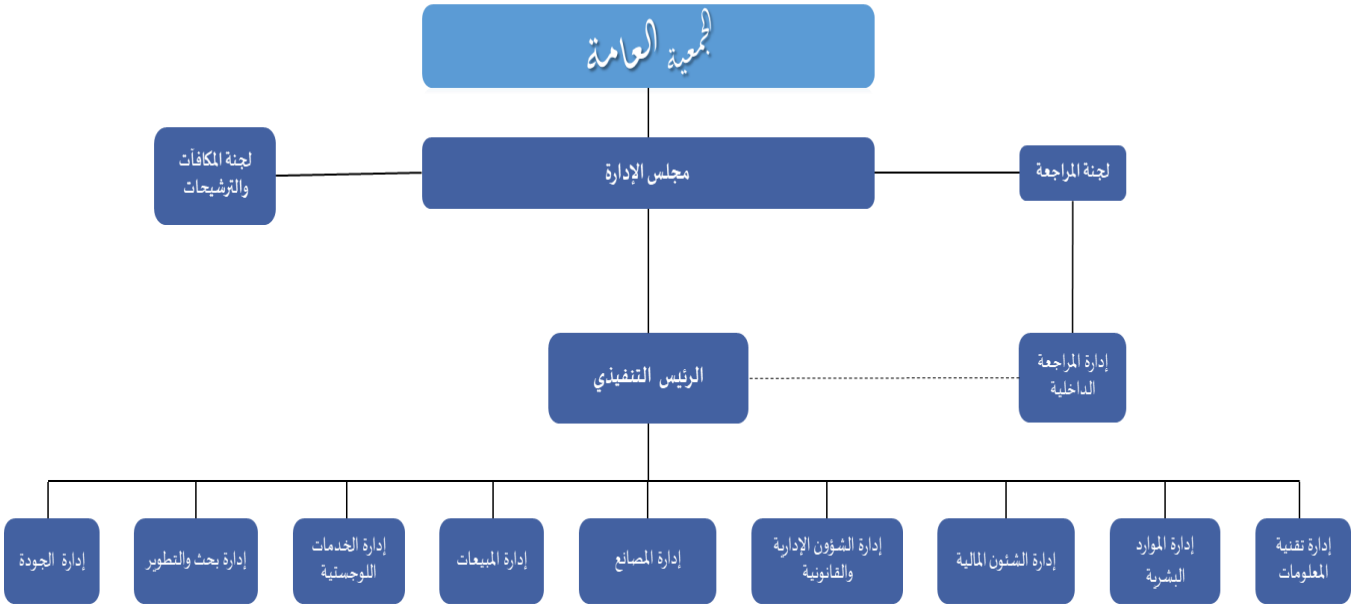 الجمعية العامة
مجلس الإدارة
لجنة المراجعة
لجنة المكافآت
والترشيحات
الرئيس التنفيذي
إدارة المراجعة
الداخلية
إدارة تقنية
المعلومات
إدارة الموارد
البشرية
إدارة الشئون المالية
إدارة الشؤون الإدارية
والقانونية
إدارة المصانع
إدارة المبيعات
إدارة الخدمات
اللوجستية
إدارة بحث والتطوير
إدارة الجودة